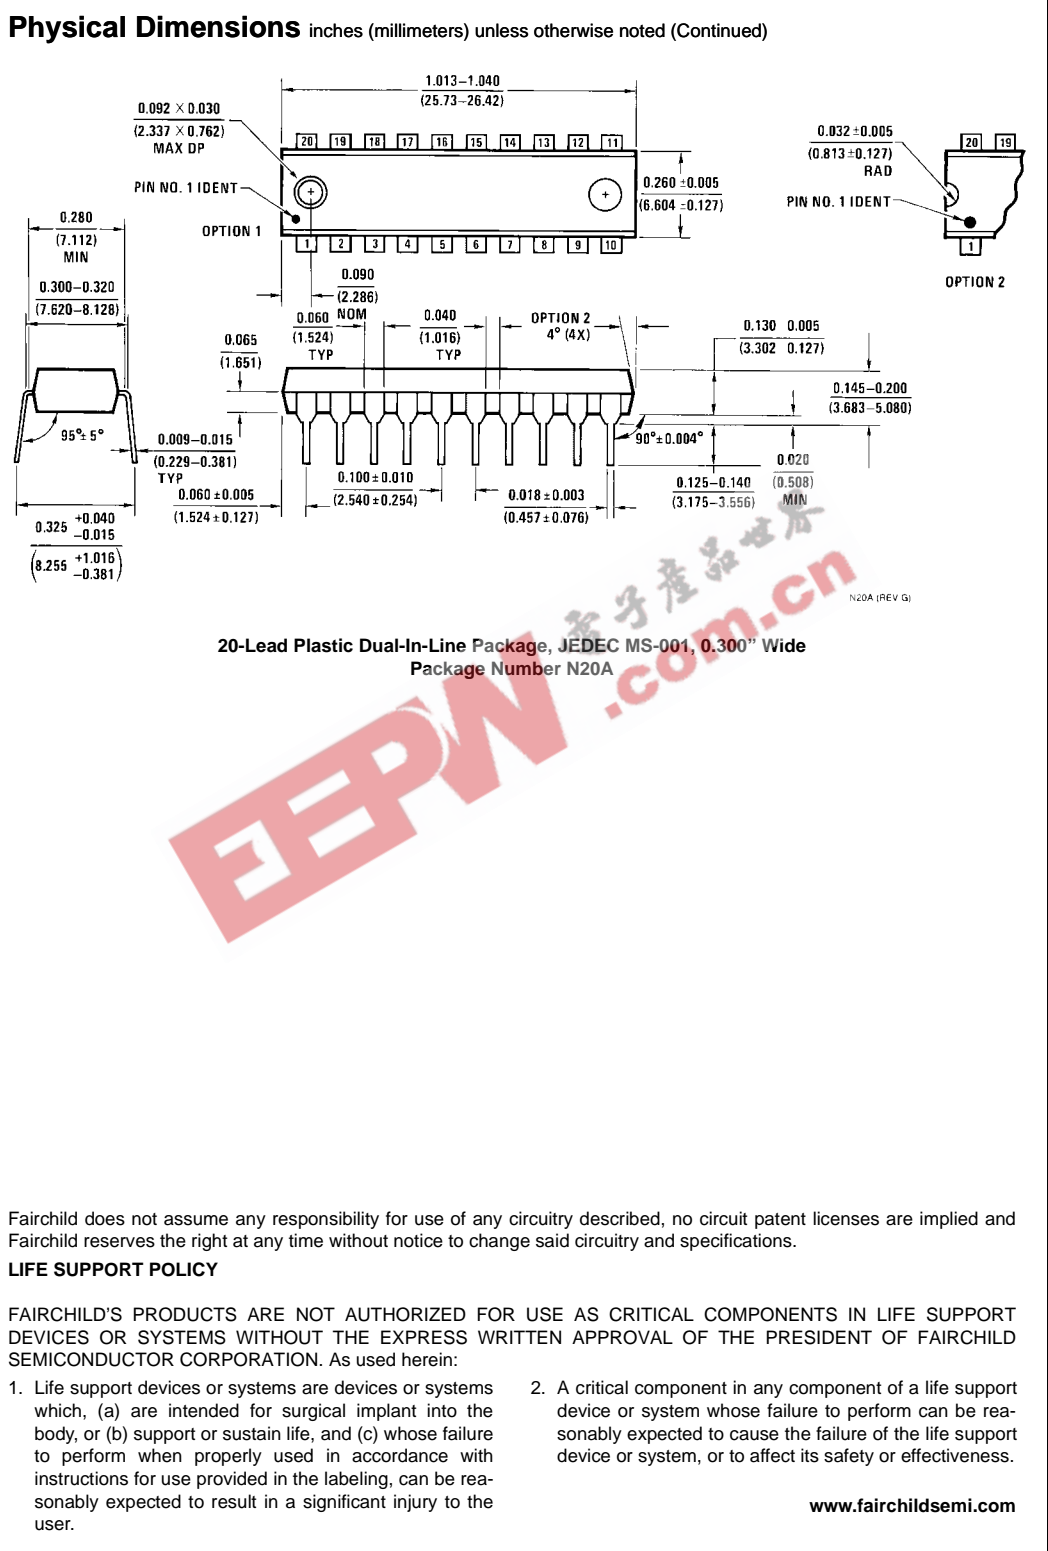 Physical Dimensions inches (millimeters) unless otherwise noted (Continued)
1.013–1.040
(25.73–26.42)
0.092 × 0.030
(2.337 × 0.762)
MAX DP
20 19 18 17 16 15 14 13 12 11
0.032 ±0.005
(0.813 ±0.127)
RAD
20 19
PIN NO. 1 IDENT
0.260 ±0.005
(6.604 ±0.127)
PIN NO. 1 IDENT
OPTION 1
1 2 3 4 5 6 7 8 9 10
1
OPTION 2
0.280
(7.112)
MIN
0.090
(2.286)
NOM
0.300–0.320
(7.620–8.128)
0.060
(1.524)
TYP
0.040
(1.016)
TYP
OPTION 2
4° (4X)
0.130 0.005
(3.302 0.127)
0.065
(1.651)
0.145–0.200
(3.683–5.080)
95°± 5°
90°±0.004°
0.009–0.015
(0.229–0.381)
TYP
0.020
(0.508)
MIN
0.100 ±0.010
(2.540 ±0.254)
0.125–0.140
(3.175–3.556)
0.060 ±0.005
(1.524 ±0.127)
0.018 ±0.003
(0.457 ±0.076)
0.325 +0.040 –0.015
(8.255 +1.016 –0.381)
N20A (REV G)
電子產品世界
EEPW .com.cn
20-Lead Plastic Dual-In-Line Package, JEDEC MS-001, 0.300” Wide
Package Number N20A
Fairchild does not assume any responsibility for use of any circuitry described, no circuit patent licenses are implied and
Fairchild reserves the right at any time without notice to change said circuitry and specifications.
LIFE SUPPORT POLICY
FAIRCHILD’S PRODUCTS ARE NOT AUTHORIZED FOR USE AS CRITICAL COMPONENTS IN LIFE SUPPORT
DEVICES OR SYSTEMS WITHOUT THE EXPRESS WRITTEN APPROVAL OF THE PRESIDENT OF FAIRCHILD
SEMICONDUCTOR CORPORATION. As used herein:
1. Life support devices or systems are devices or systems
which, (a) are intended for surgical implant into the
body, or (b) support or sustain life, and (c) whose failure
to perform when properly used in accordance with
instructions for use provided in the labeling, can be rea-
sonably expected to result in a significant injury to the
user.
2. A critical component in any component of a life support
device or system whose failure to perform can be rea-
sonably expected to cause the failure of the life support
device or system, or to affect its safety or effectiveness.
www.fairchildsemi.com